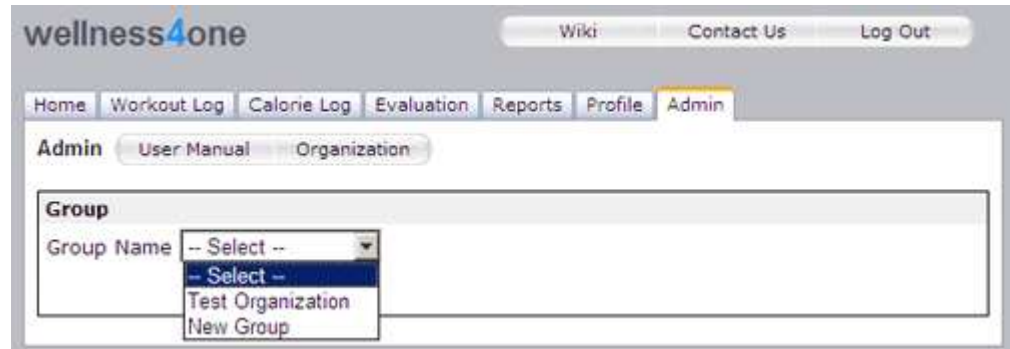 wellness4one
Wiki Contact Us Log Out
Home Workout Log Calorie Log Evaluation Reports Profile Admin
Admin User Manual Organization
Group
Group Name -- Select --
-- Select --
Test Organization
New Group